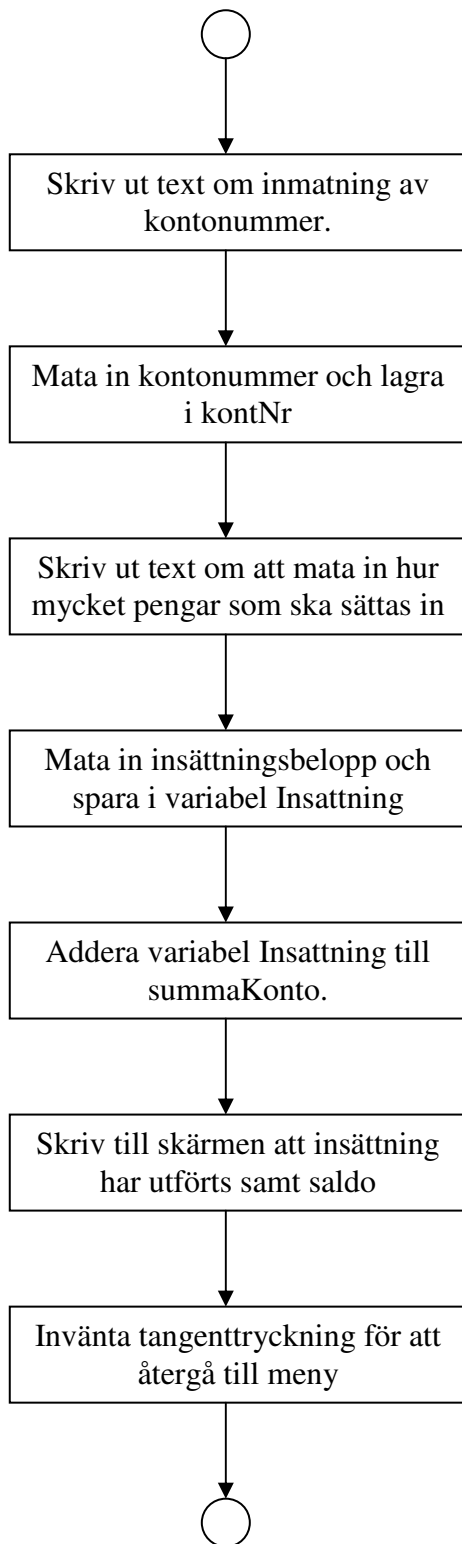 Skriv ut text om inmatning av
kontonummer.
Mata in kontonummer och lagra
i kontNr
Skriv ut text om att mata in hur
mycket pengar som ska sättas in
Mata in insättningsbelopp och
spara i variabel Insattning
Addera variabel Insattning till
summaKonto.
Skriv till skärmen att insättning
har utförts samt saldo
Invänta tangenttryckning för att
återgå till meny